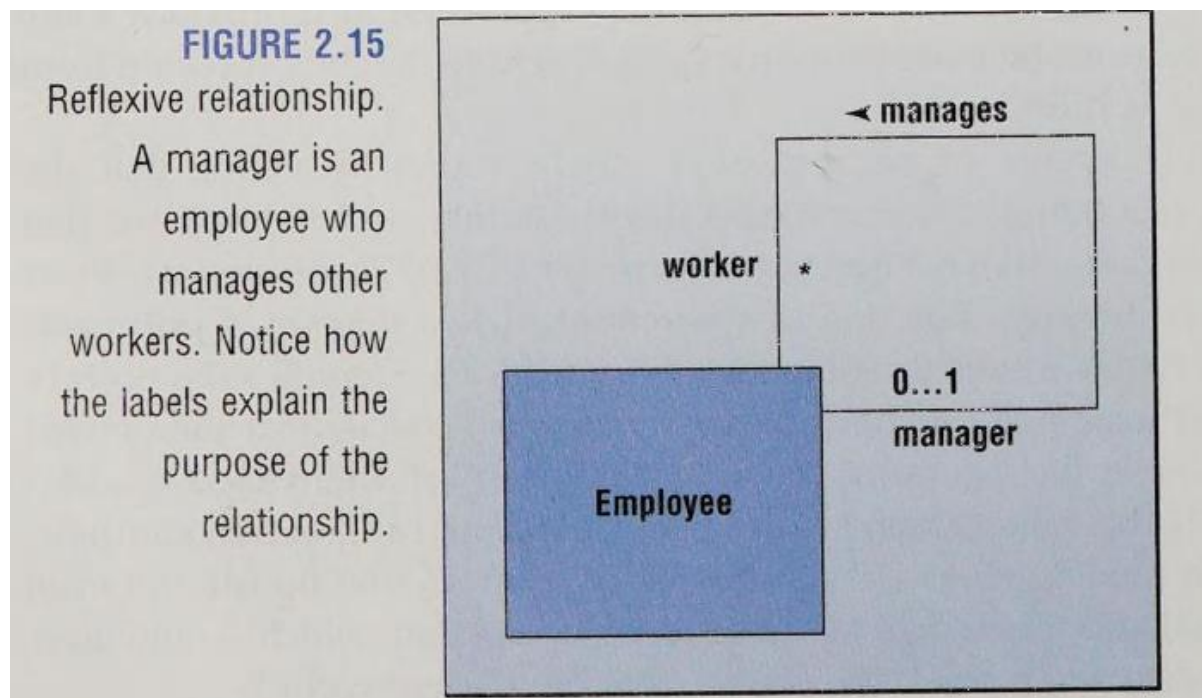 FIGURE 2.15
Reflexive relationship.
A manager is an
employee who
manages other
workers. Notice how
the labels explain the
purpose of the
relationship.
manages
worker *
0...1
manager
Employee